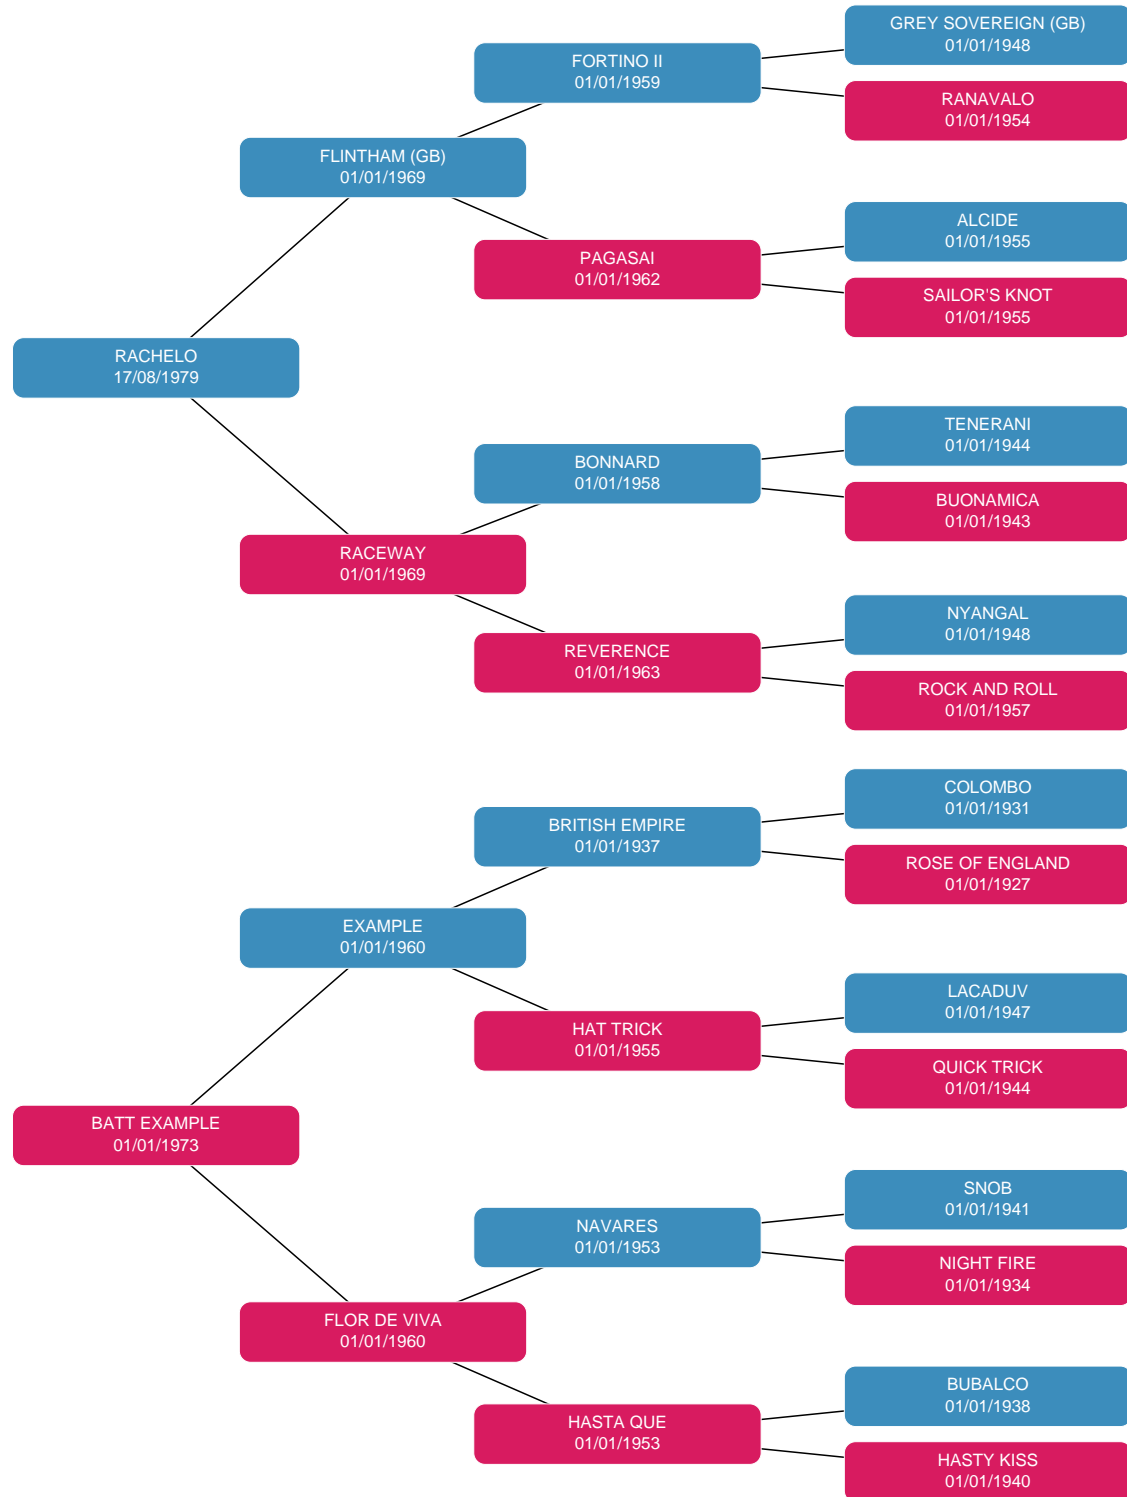 GREY SOVEREIGN (GB)
01/01/1948
FORTINO II
01/01/1959
RANAVALO
01/01/1954
FLINTHAM (GB)
01/01/1969
ALCIDE
01/01/1955
PAGASAI
01/01/1962
SAILOR'S KNOT
01/01/1955
RACHELO
17/08/1979
TENERANI
01/01/1944
BONNARD
01/01/1958
BUONAMICA
01/01/1943
RACEWAY
01/01/1969
NYANGAL
01/01/1948
REVERENCE
01/01/1963
ROCK AND ROLL
01/01/1957
COLOMBO
01/01/1931
BRITISH EMPIRE
01/01/1937
ROSE OF ENGLAND
01/01/1927
EXAMPLE
01/01/1960
LACADUV
01/01/1947
HAT TRICK
01/01/1955
QUICK TRICK
01/01/1944
BATT EXAMPLE
01/01/1973
SNOB
01/01/1941
NAVARES
01/01/1953
NIGHT FIRE
01/01/1934
FLOR DE VIVA
01/01/1960
BUBALCO
01/01/1938
HASTA QUE
01/01/1953
HASTY KISS
01/01/1940